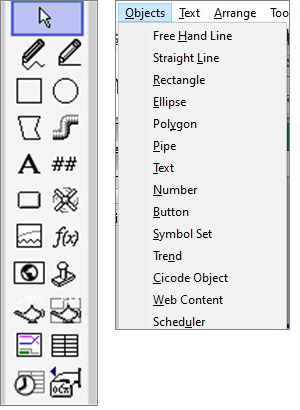 Objects Text Arrange Too
Free Hand Line
Straight Line
Rectangle
Ellipse
Polygon
Pipe
A ##
Text
Number
Button
Symbol Set
f(x)
Trend
Cicode Object
Web Content
Scheduler